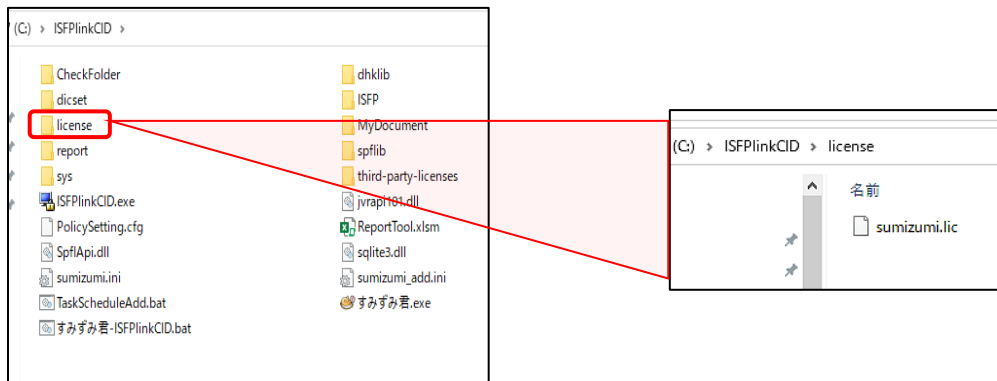 (C:) > ISFPlinkCID >
CheckFolder
dicset
license
report
sys
ISFPlinkCID.exe
PolicySetting.cfg
SpflApi.dll
sumizumi.ini
TaskScheduleAdd.bat
すみずみ君-ISFPlinkCID.bat
dhklib
ISFP
MyDocument
spflib
third-party-licenses
jvrapi101.dll
ReportTool.xlsm
sqlite3.dll
sumizumi_add.ini
すみずみ君.exe
(C:) > ISFPlinkCID > license
名前
sumizumi.lic